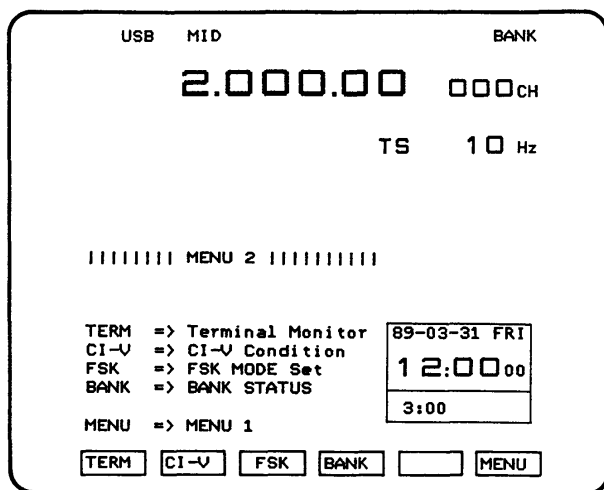 USB MID BANK
2.000.00 000CH
TS 10 Hz
|||||||| MENU 2 ||||||||||
TERM => Terminal Monitor
CI-V => CI-V Condition
FSK => FSK MODE Set
BANK => BANK STATUS
MENU => MENU 1
89-03-31 FRI
12:00 00
3:00
TERM CI-V FSK BANK MENU